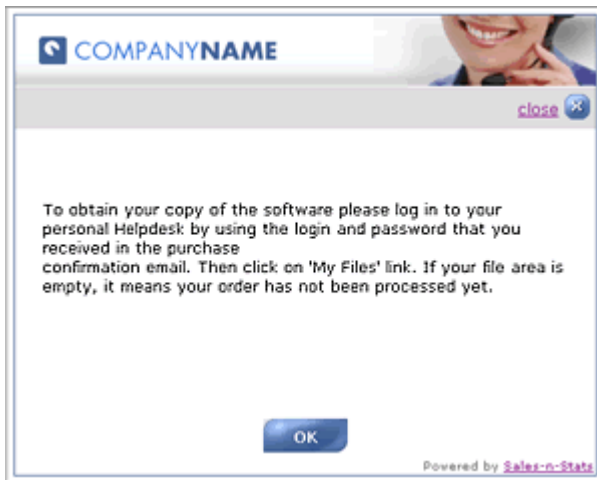 COMPANYNAME
close
To obtain your copy of the software please log in to your
personal Helpdesk by using the login and password that you
received in the purchase
confirmation email. Then click on 'My Files' link. If your file area is
empty, it means your order has not been processed yet.
OK
Powered by Sales-n-Stats